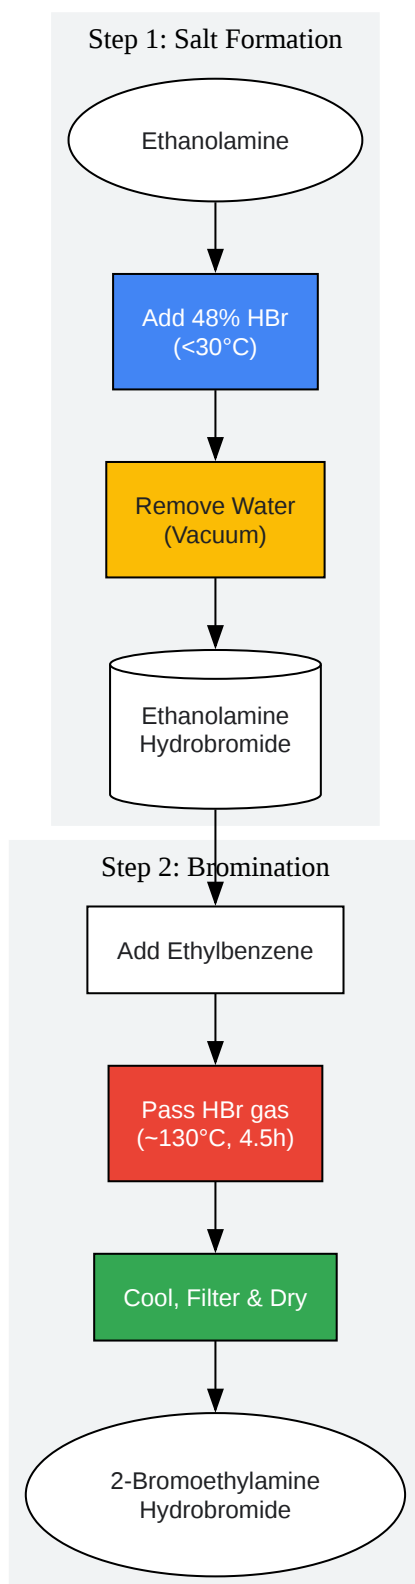 Step 1: Salt Formation
Ethanolamine
Add 48% HBr
(<30°C)
Remove Water
(Vacuum)
Ethanolamine
Hydrobromide
Step 2: Bromination
Add Ethylbenzene
Pass HBr gas
(~130°C, 4.5h)
Cool, Filter & Dry
2-Bromoethylamine
Hydrobromide